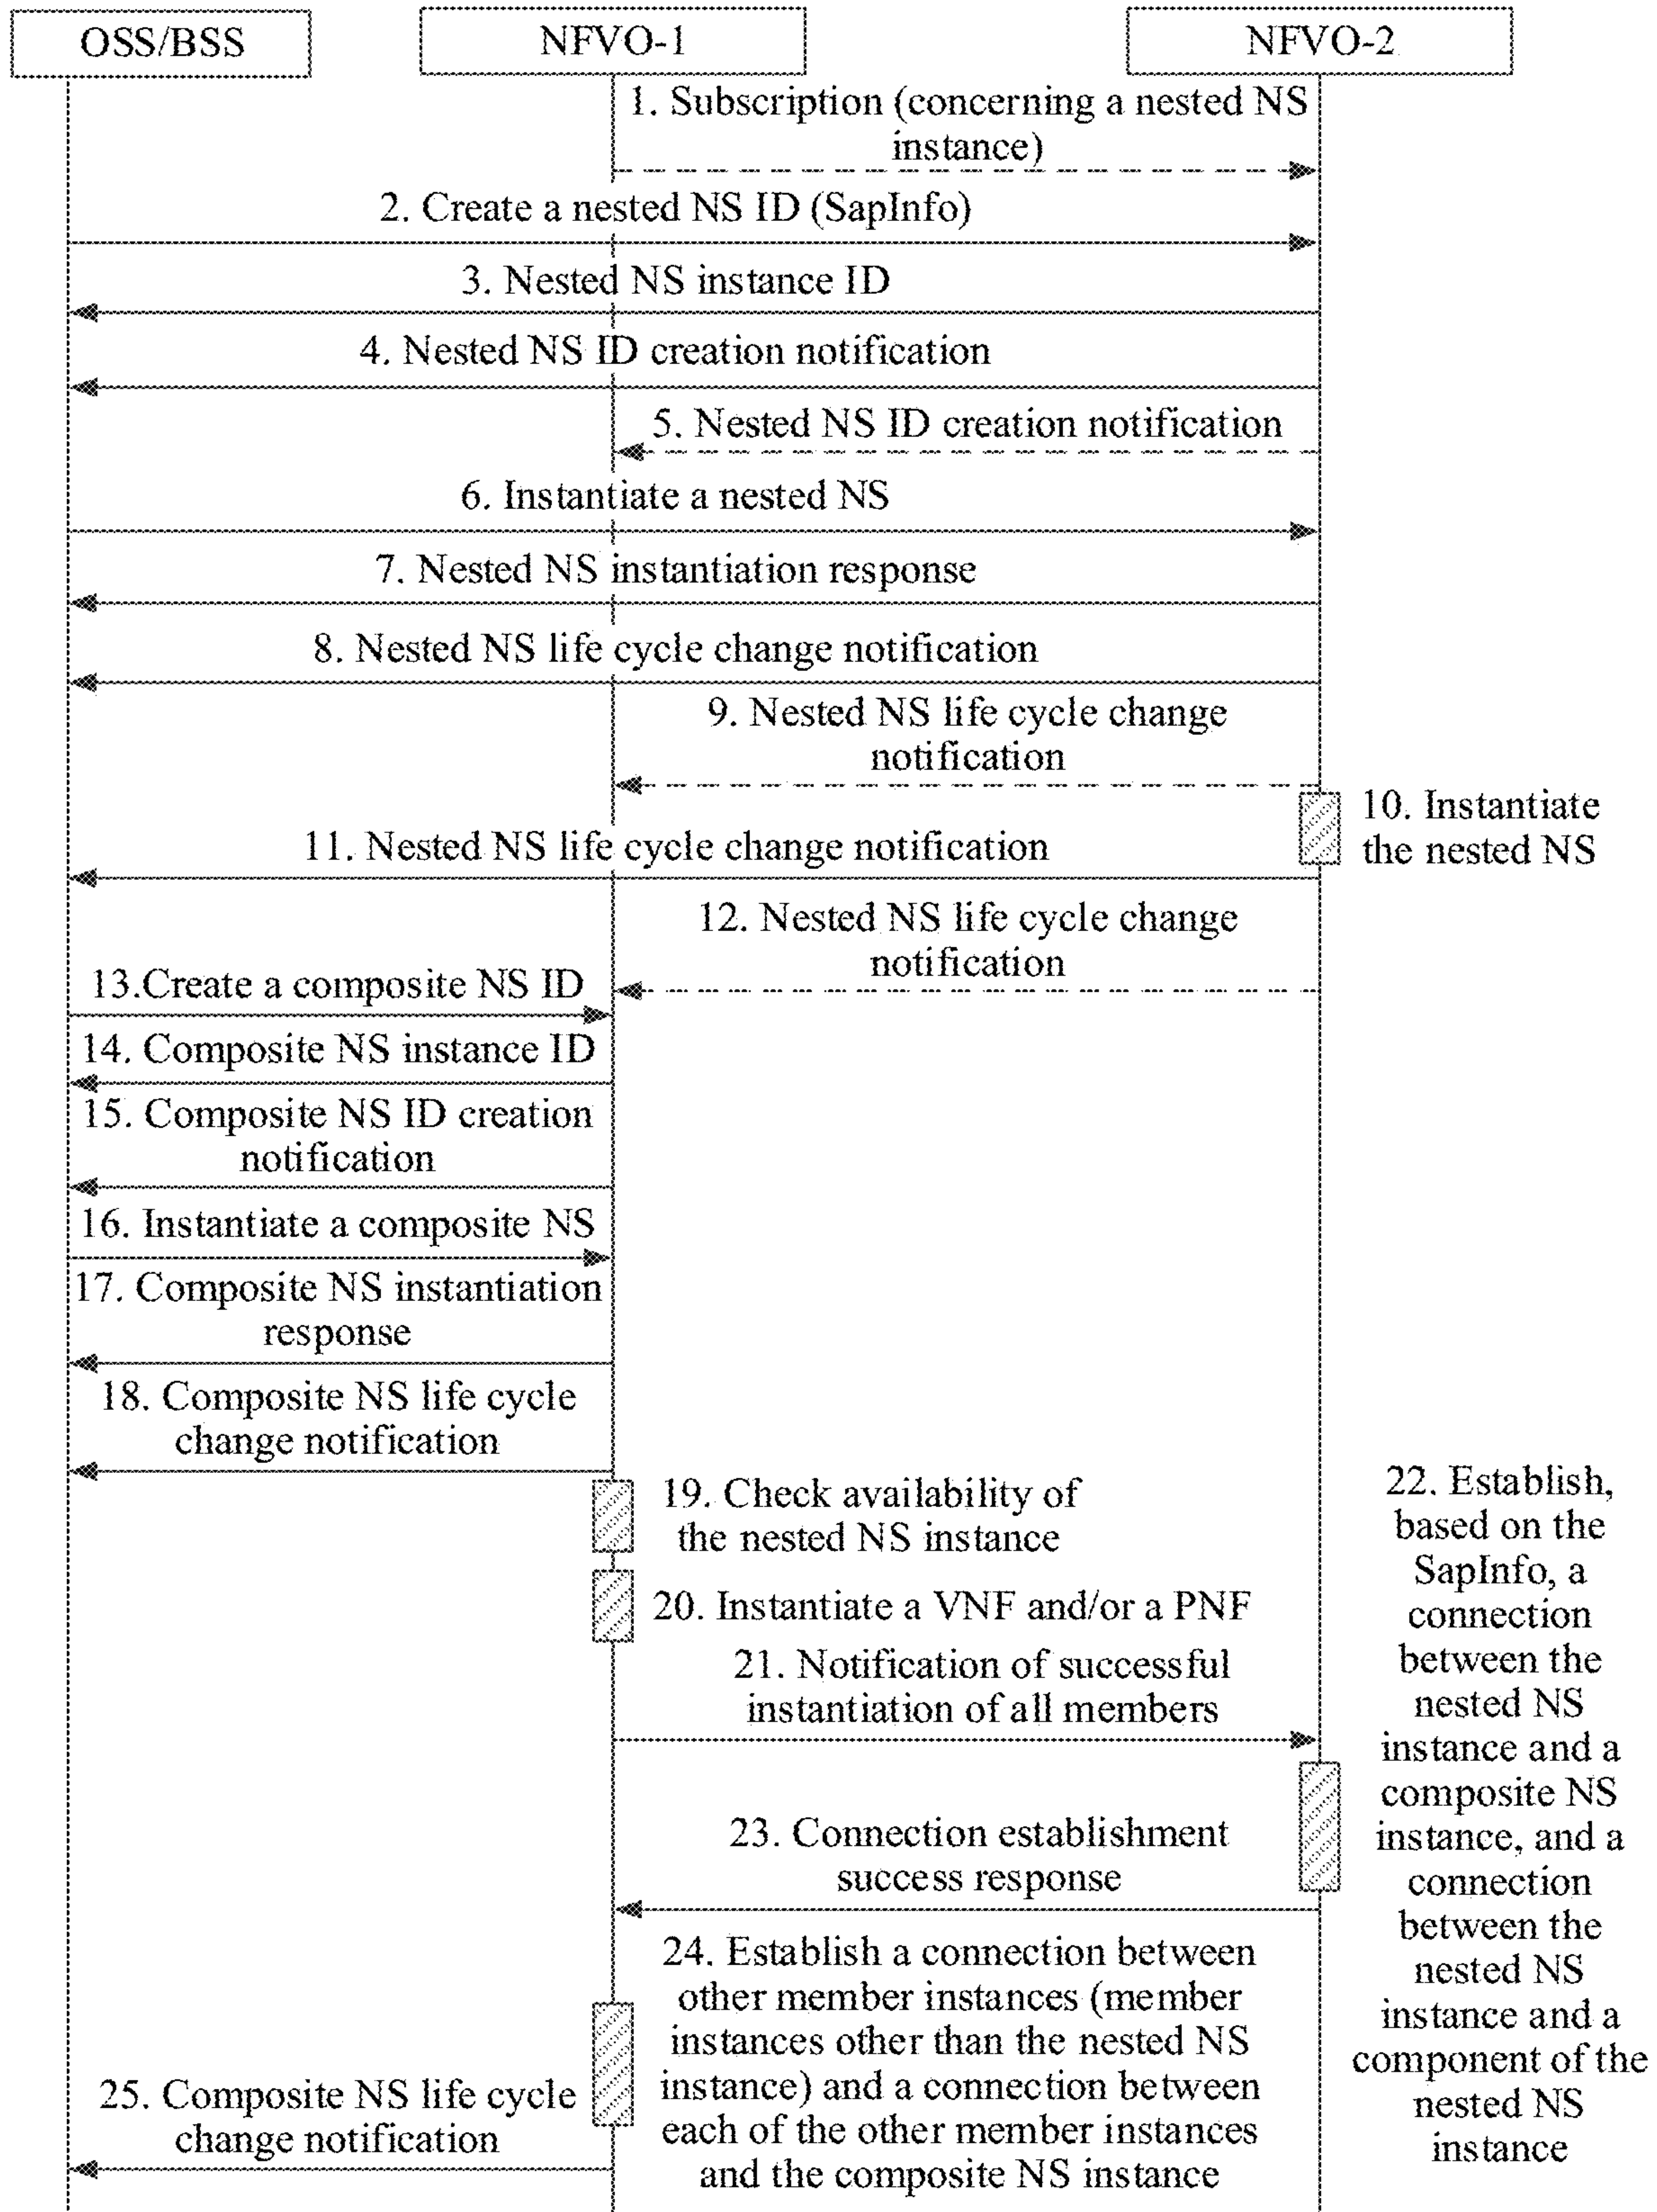 OSS/BSS
NFVO-1
NFVO-2
1. Subscription (concerning a nested NS
instance)
2. Create a nested NS ID (SapInfo)
3. Nested NS instance ID
4. Nested NS ID creation notification
5. Nested NS ID creation notification
6. Instantiate a nested NS
7. Nested NS instantiation response
8. Nested NS life cycle change notification
9. Nested NS life cycle change
notification
10. Instantiate
the nested NS
11. Nested NS life cycle change notification
12. Nested NS life cycle change
notification
13.Create a composite NS ID
14. Composite NS instance ID
15. Composite NS ID creation
notification
16. Instantiate a composite NS
17. Composite NS instantiation
response
18. Composite NS life cycle
change notification
19. Check availability of
the nested NS instance
20. Instantiate a VNF and/or a PNF
21. Notification of successful
instantiation of all members
22. Establish,
based on the
SapInfo, a
connection
between the
nested NS
instance and a
composite NS
instance, and a
connection
between the
nested NS
instance and a
component of the
nested NS
instance
23. Connection establishment
success response
24. Establish a connection between
other member instances (member
instances other than the nested NS
instance) and a connection between
each of the other member instances
and the composite NS instance
25. Composite NS life cycle
change notification